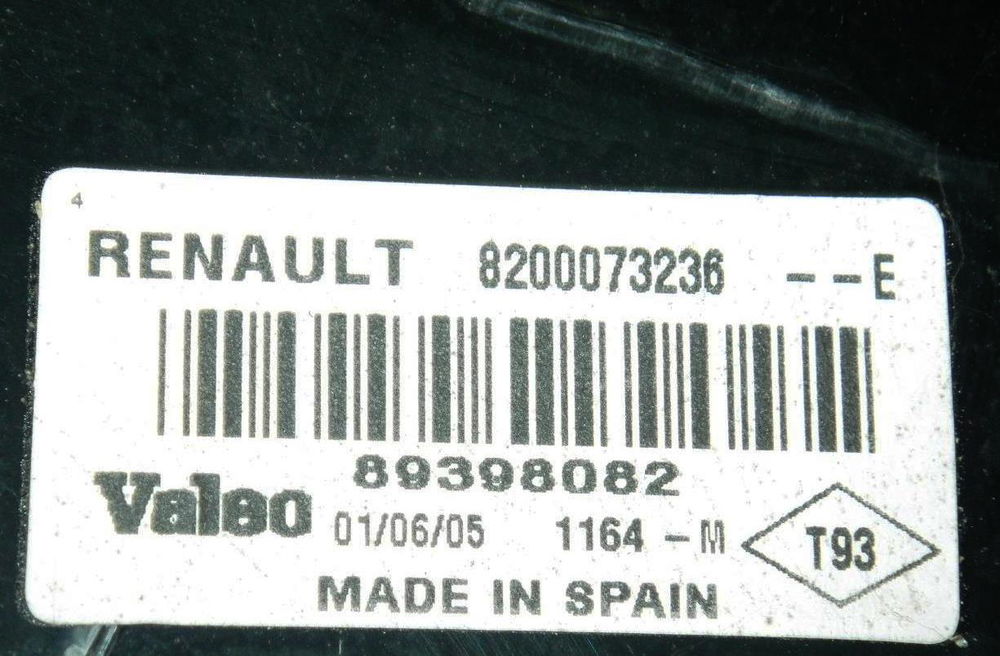 4
RENAULT 8200073236 --E
89398082
Valeo 01/06/05 1164 -M
T93
MADE IN SPAIN